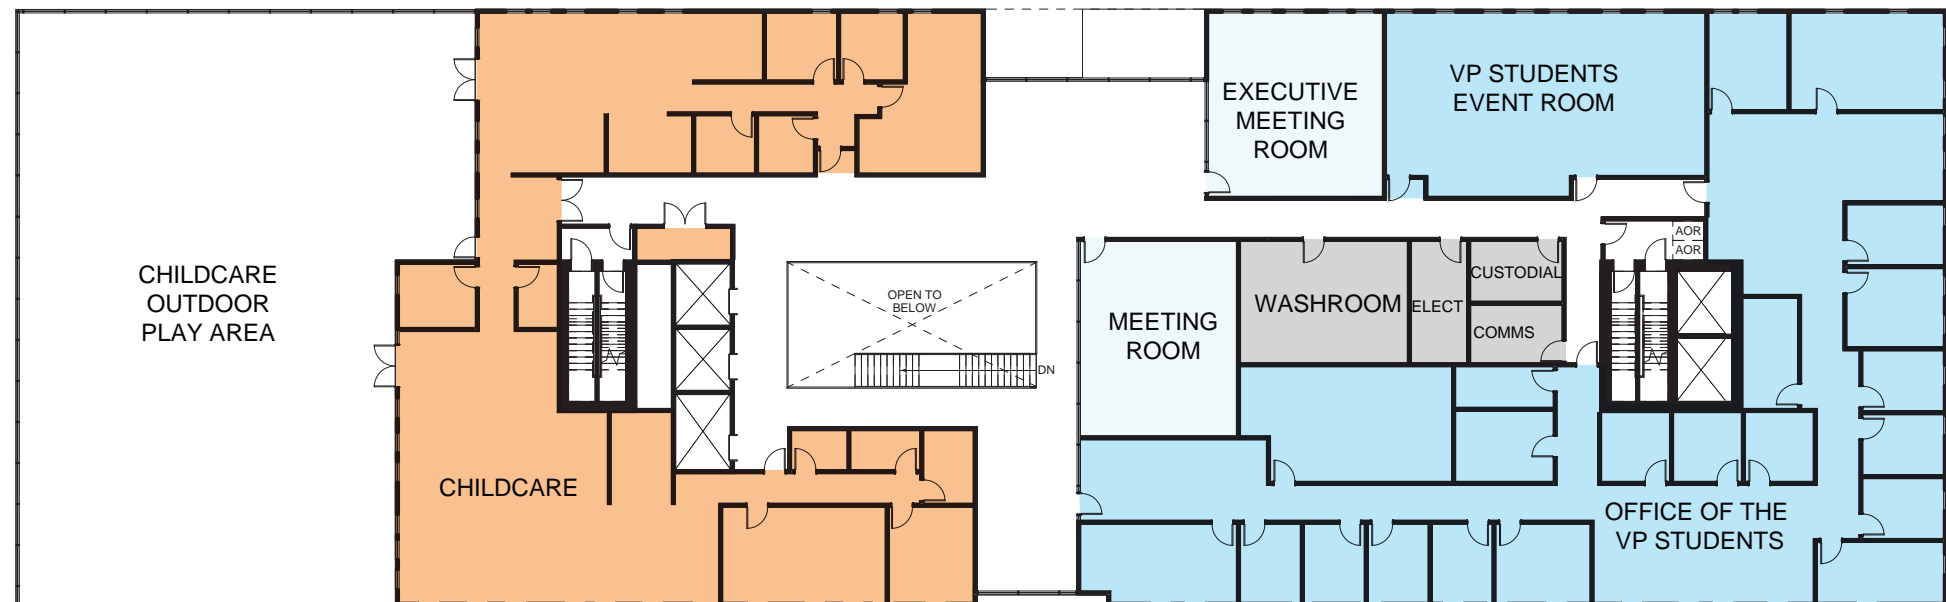 CHILDCARE
OUTDOOR
PLAY AREA
CHILDCARE
OPEN TO
BELOW
DN
EXECUTIVE
MEETING
ROOM
VP STUDENTS
EVENT ROOM
MEETING
ROOM
WASHROOM
ELECT
CUSTODIAL
COMMS
AOR
AOR
OFFICE OF THE
VP STUDENTS